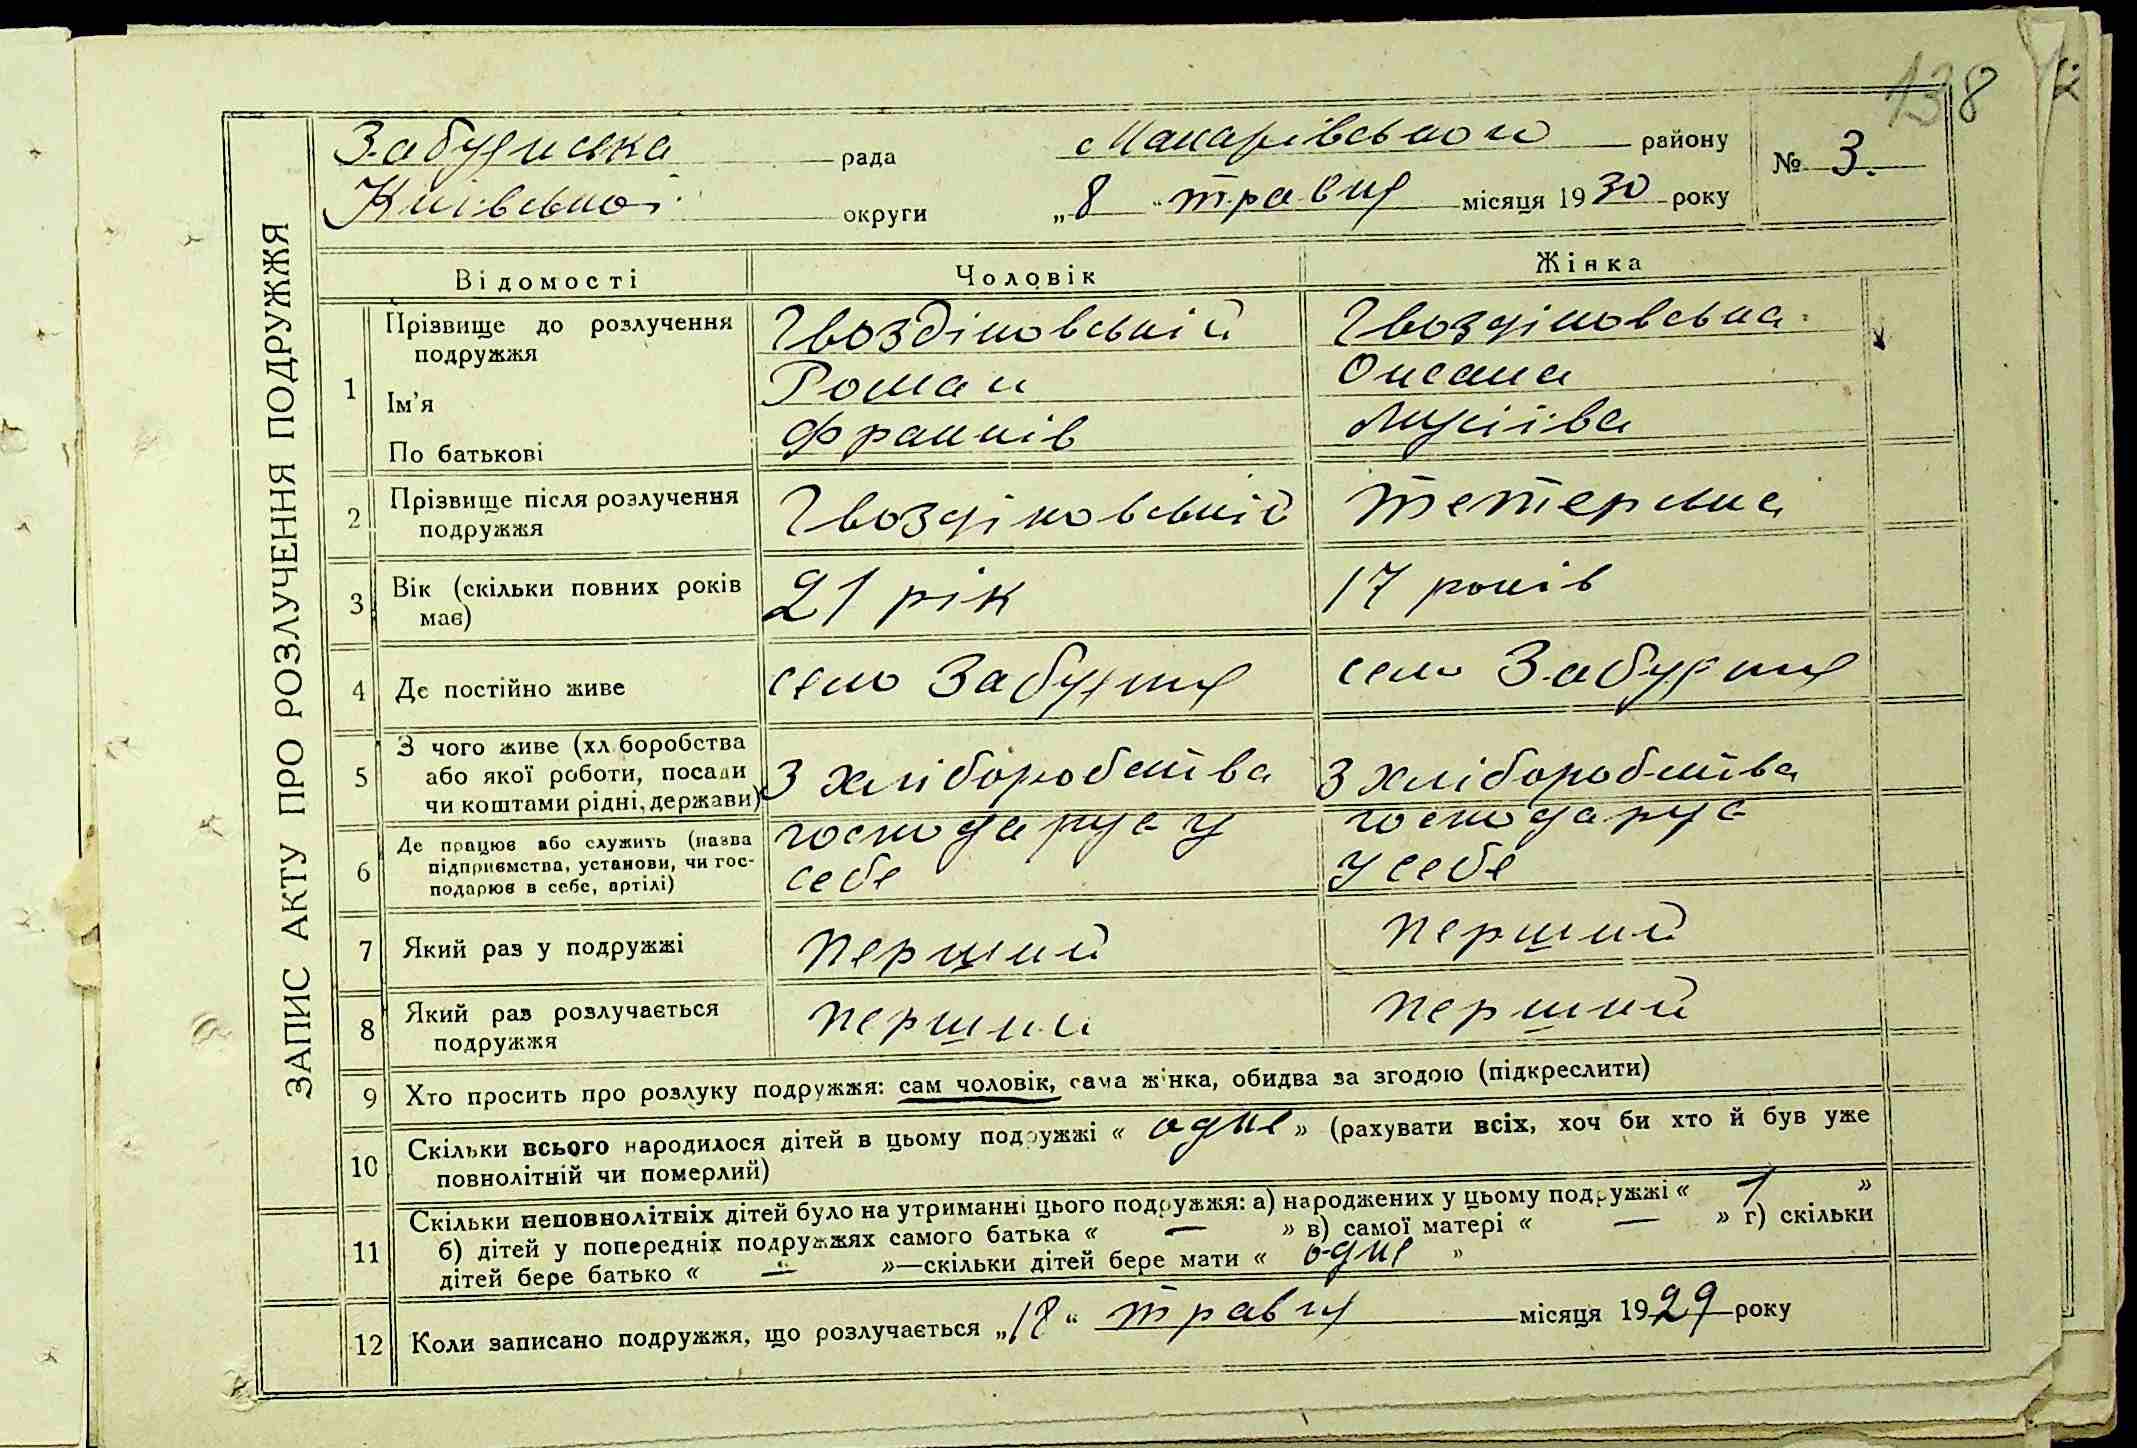 138
ЗАПИС АКТУ ПРО РОЗЛУЧЕННЯ ПОДРУЖЖЯ
Забуянська рада Макарівського району № 3.
Київської округи „8“ травня місяця 1930 року
Відомості Чоловік Жінка
1 Прізвище до розлучення подружжя Гвоздіковській Гвоздіковська
Ім’я Роман Оксана
По батькові Франків
2 Прізвище після розлучення подружжя Гвоздіковській Тетерська
3 Вік (скільки повних років має) 21 рік 17 років
4 Де постійно живе село Забуяння село Забуяння
5 З чого живе (хліборобства або якої роботи, посади чи коштами рідні, держави) З хліборобства З хліборобства
6 Де працює або служить (назва підприємства, установи, чи господарює в себе, артілі) господарує у себе господарує у себе
7 Який раз у подружжі перший перший
8 Який раз розлучається подружжя перший перший
9 Хто просить про розлуку подружжя: сам чоловік, сама жінка, обидва за згодою (підкреслити)
10 Скільки всього народилося дітей в цьому подружжі « одне » (рахувати всіх, хоч би хто й був уже
повнолітній чи померлий)
11 Скільки неповнолітніх дітей було на утриманні цього подружжя: а) народжених у цьому подружжі « 1 »
б) дітей у попередніх подружжях самого батька « — » в) самої матері « — » г) скільки
дітей бере батько « — »—скільки дітей бере мати « одне »
12 Коли записано подружжя, що розлучається „18“ травня місяця 1929 року